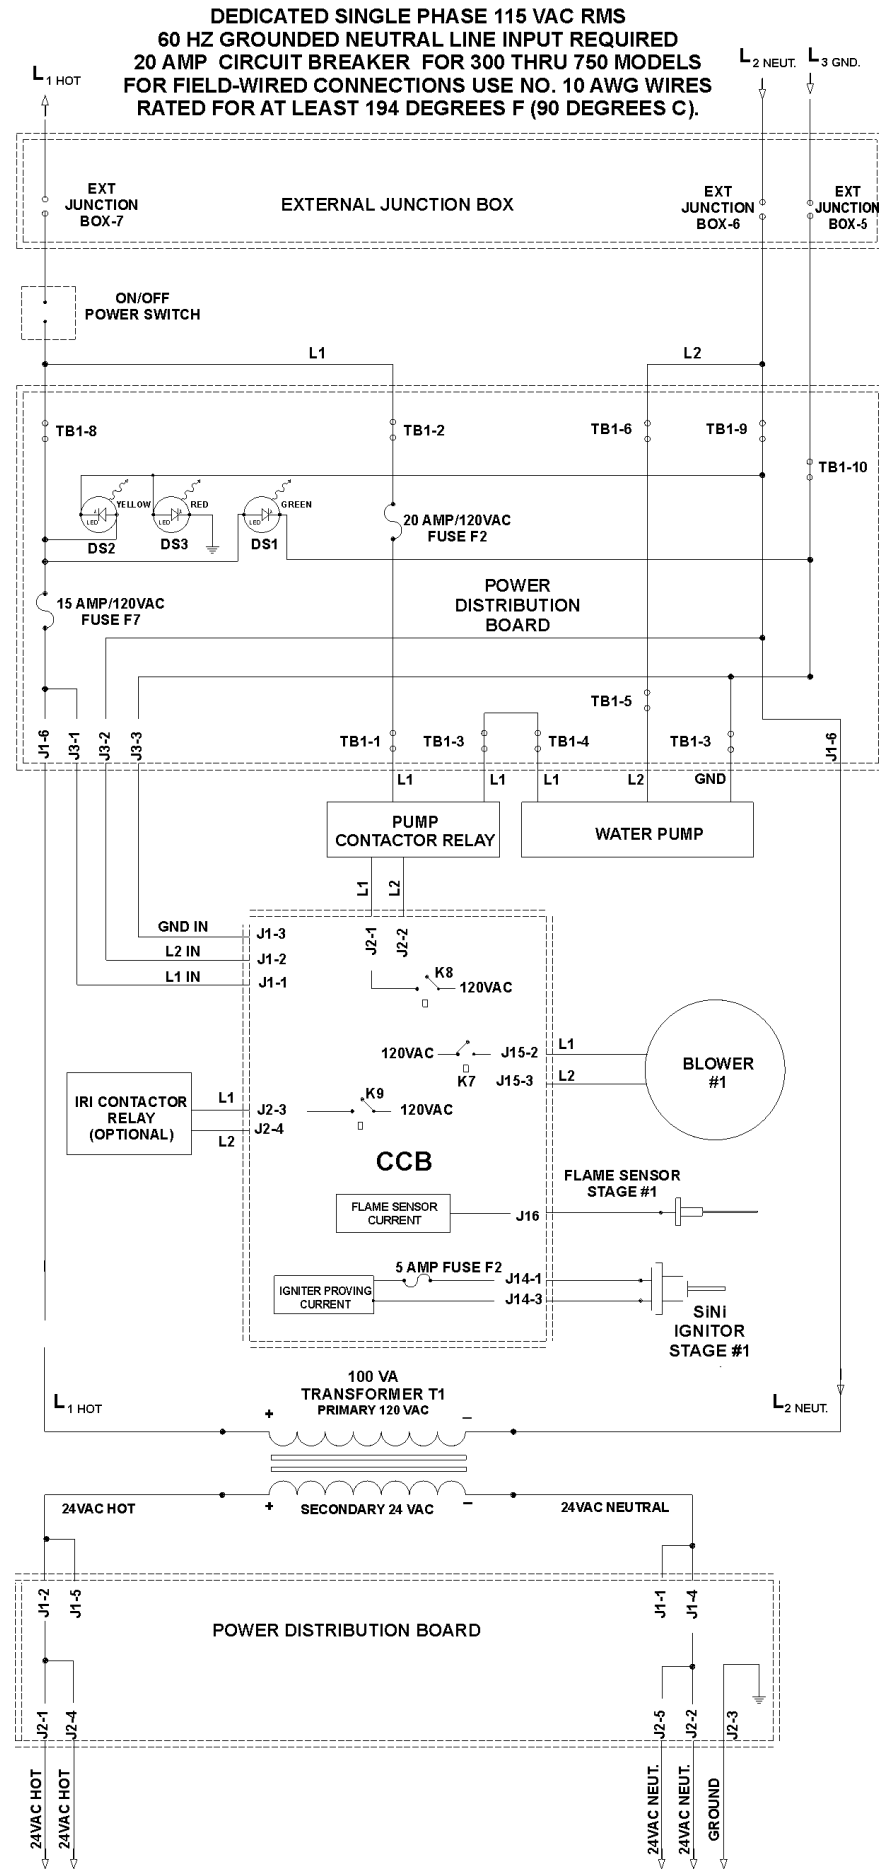 DEDICATED SINGLE PHASE 115 VAC RMS
60 HZ GROUNDED NEUTRAL LINE INPUT REQUIRED
20 AMP CIRCUIT BREAKER FOR 300 THRU 750 MODELS
FOR FIELD-WIRED CONNECTIONS USE NO. 10 AWG WIRES
RATED FOR AT LEAST 194 DEGREES F (90 DEGREES C).
L1 HOT
L2 NEUT.
L3 GND.
EXT
JUNCTION
BOX-7
EXTERNAL JUNCTION BOX
EXT
JUNCTION
BOX-6
EXT
JUNCTION
BOX-5
ON/OFF
POWER SWITCH
L1
L2
TB1-8
TB1-2
TB1-6
TB1-9
TB1-10
YELLOW
RED
GREEN
LED
LED
LED
DS2
DS3
DS1
20 AMP/120VAC
FUSE F2
15 AMP/120VAC
FUSE F7
POWER
DISTRIBUTION
BOARD
TB1-5
J1-6
J3-1
J3-2
J3-3
TB1-1
TB1-3
TB1-4
TB1-3
J1-6
L1
L1
L1
L2
GND
PUMP
CONTACTOR RELAY
WATER PUMP
L1
L2
GND IN
J1-3
L2 IN
J1-2
L1 IN
J1-1
J2-1
J2-2
K8
120VAC
120VAC
K7
J15-2
J15-3
L1
L2
BLOWER
#1
IRI CONTACTOR
RELAY
(OPTIONAL)
L1
L2
J2-3
J2-4
K9
120VAC
CCB
FLAME SENSOR
CURRENT
J16
FLAME SENSOR
STAGE #1
5 AMP FUSE F2
IGNITER PROVING
CURRENT
J14-1
J14-3
SiNi
IGNITOR
STAGE #1
100 VA
TRANSFORMER T1
PRIMARY 120 VAC
L1 HOT
L2 NEUT.
+
–
24VAC HOT
+
SECONDARY 24 VAC
–
24VAC NEUTRAL
J1-2
J1-5
J1-1
J1-4
POWER DISTRIBUTION BOARD
J2-1
J2-4
J2-5
J2-2
J2-3
24VAC HOT
24VAC HOT
24VAC NEUT.
24VAC NEUT.
GROUND